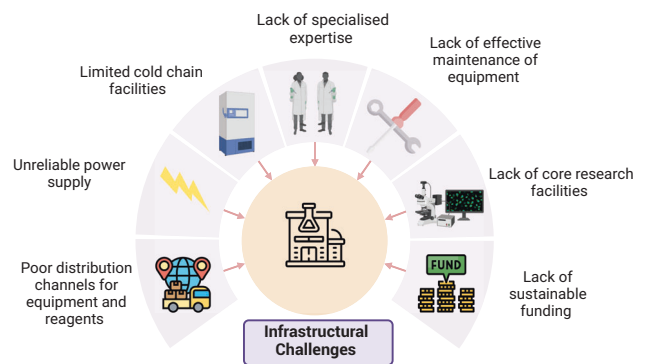 Lack of specialised
expertise
Lack of effective
maintenance of
equipment
Limited cold chain
facilities
Unreliable power
supply
Lack of core research
facilities
Poor distribution
channels for
equipment and
reagents
FUND
Lack of
sustainable
funding
Infrastructural
Challenges